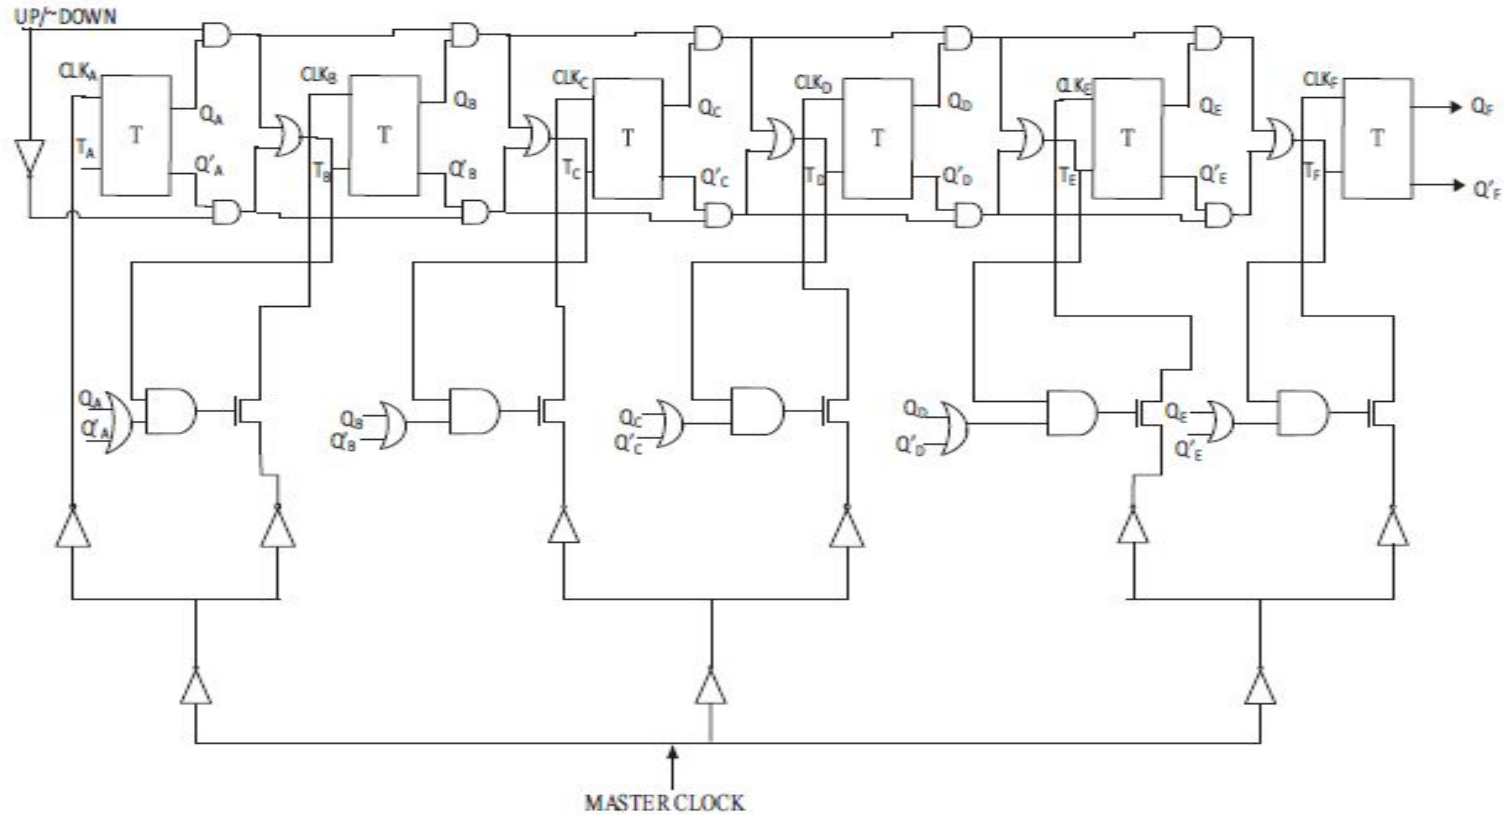 UP/~DOWN
CLKA CLKB CLKC CLKD CLKE CLKF
QA QB QC QD QE QF
T T T T T T
TA TB TC TD TE TF
Q'A Q'B Q'C Q'D Q'E Q'F
QA QB QC QD QE
Q'A Q'B Q'C Q'D Q'E
MASTER CLOCK